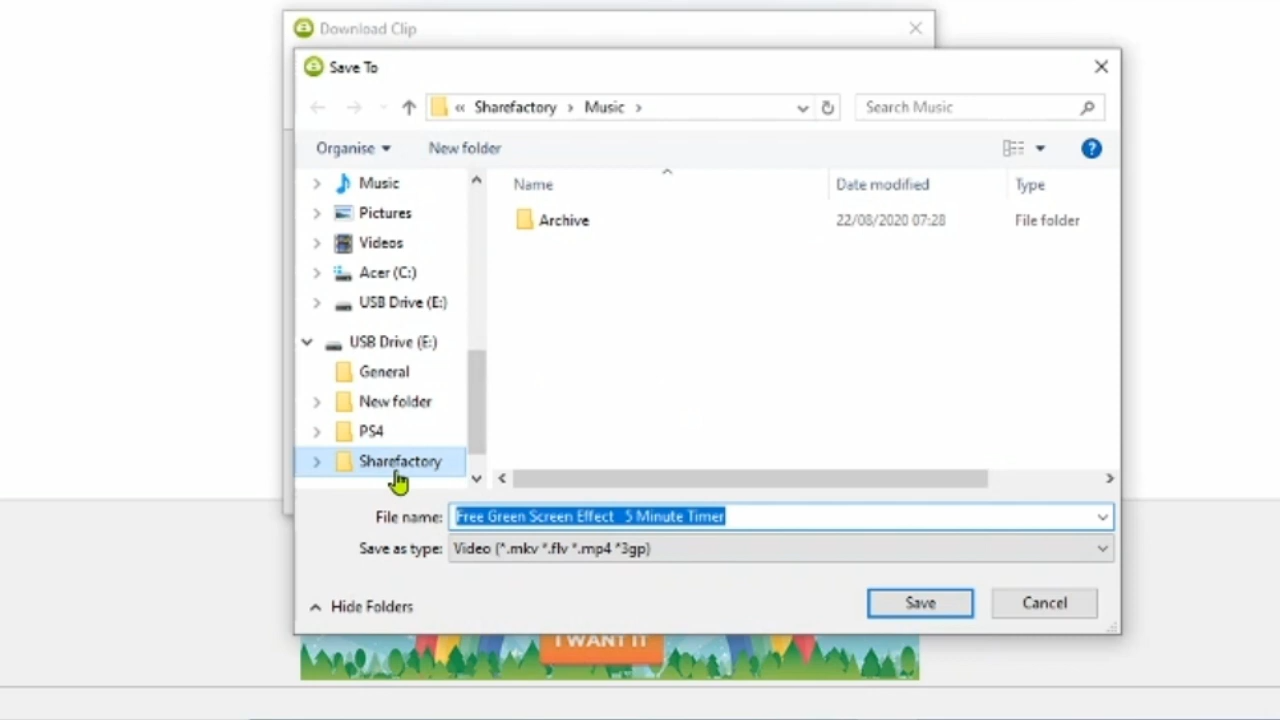 Download Clip
Save To
« Sharefactory > Music >
Search Music
Organise
New folder
Name
Date modified
Type
Music
Pictures
Videos
Acer (C:)
USB Drive (E:)
USB Drive (E:)
General
New folder
PS4
Sharefactory
Archive
22/08/2020 07:28
File folder
File name: Free Green Screen Effect 5 Minute Timer
Save as type: Video (*.mkv *.flv *.mp4 *3gp)
Hide Folders
Save
Cancel
I WANT IT